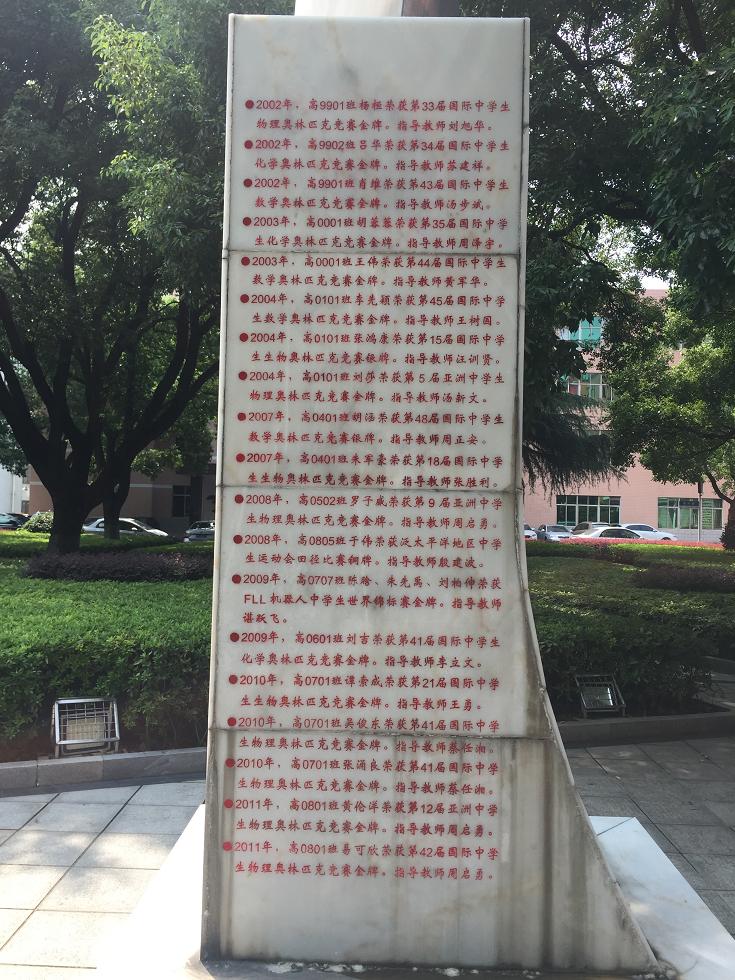 ●2002年，高9901班杨桓荣获第33届国际中学生
物理奥林匹克竞赛金牌。指导教师刘旭华。
●2002年，高9902班吕华荣获第34届国际中学生
化学奥林匹克竞赛金牌。指导教师苏建祥。
●2002年，高9901班肖维荣获第43届国际中学生
数学奥林匹克竞赛金牌。指导教师汤步斌。
●2003年，高0001班胡蓉蓉荣获第35届国际中学
生化学奥林匹克竞赛金牌。指导教师周泽宇。
●2003年，高0001班王伟荣获第44届国际中学生
数学奥林匹克竞赛金牌。指导教师黄军华。
●2004年，高0101班李先颖荣获第45届国际中学
生数学奥林匹克竞赛金牌。指导教师王树国。
●2004年，高0101班张鸿康荣获第15届国际中学
生生物奥林匹克竞赛银牌。指导教师汪训贤。
●2004年，高0101班刘莎荣获第5届亚洲中学生
物理奥林匹克竞赛金牌。指导教师汤新文。
●2007年，高0401班胡涵荣获第48届国际中学生
数学奥林匹克竞赛银牌。指导教师周正安。
●2007年，高0401班朱军豪荣获第18届国际中学
生生物奥林匹克竞赛金牌。指导教师张胜利。
●2008年，高0502班罗子威荣获第9届亚洲中学
生物理奥林匹克竞赛金牌。指导教师周启勇。
●2008年，高0805班于伟荣获泛太平洋地区中学
生运动会田径比赛铜牌。指导教师殷建波。
●2009年，高0707班陈晗、朱先禹、刘柏伸荣获
FLL机器人中学生世界锦标赛金牌。指导教师
谌跃飞。
●2009年，高0601班刘吉荣获第41届国际中学生
化学奥林匹克竞赛金牌。指导教师李立文。
●2010年，高0701班谭索成荣获第21届国际中学
生生物奥林匹克竞赛金牌。指导教师王勇。
●2010年，高0701班吴俊东荣获第41届国际中学
生物理奥林匹克竞赛金牌。指导教师蔡任湘。
●2010年，高0701班张涌良荣获第41届国际中学
生物理奥林匹克竞赛金牌。指导教师蔡任湘。
●2011年，高0801班黄伦洋荣获第12届亚洲中学
生物理奥林匹克竞赛金牌。指导教师周启勇。
●2011年，高0801班易可欣荣获第42届国际中学
生物理奥林匹克竞赛金牌。指导教师周启勇。